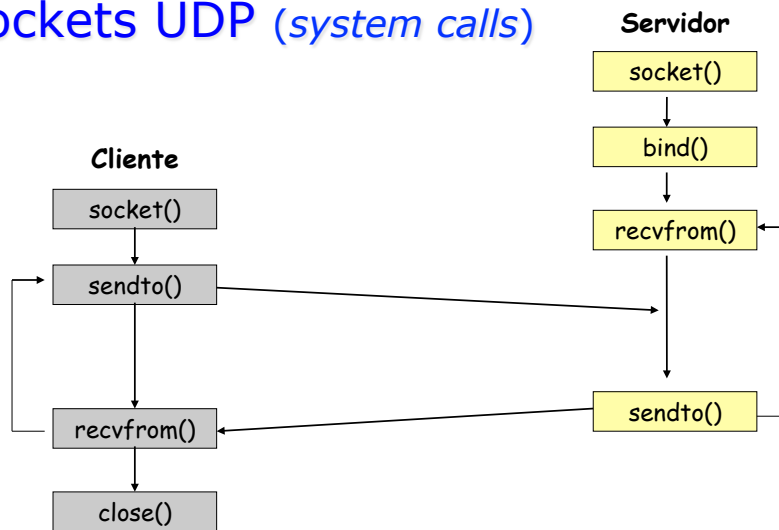 ockets UDP (system calls)
Servidor
socket()
bind()
recvfrom()
sendto()
Cliente
socket()
sendto()
recvfrom()
close()